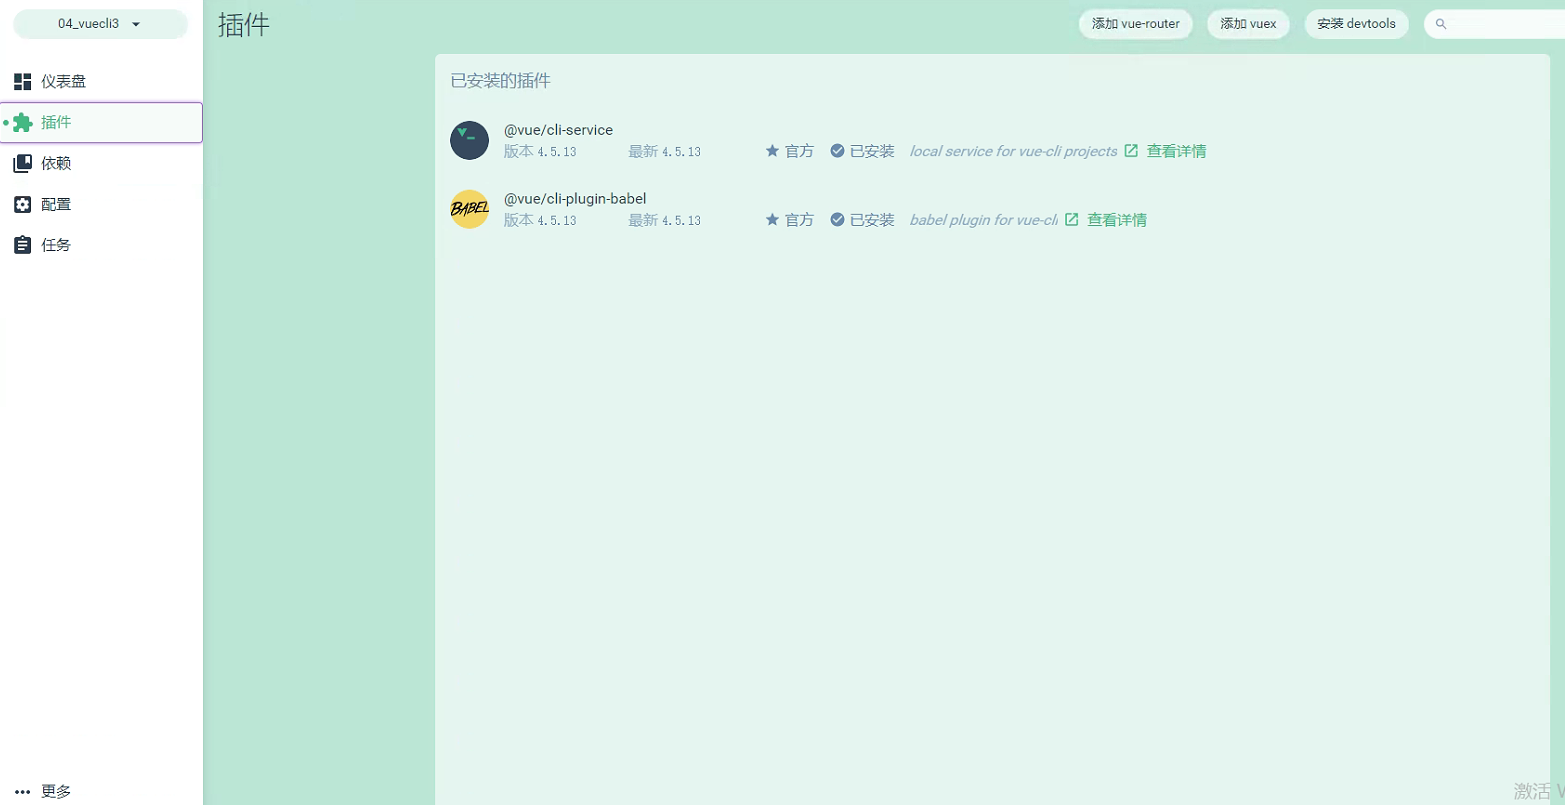 04_vuecli3
插件
添加 vue-router
添加 vuex
安装 devtools
仪表盘
插件
依赖
配置
任务
更多
已安装的插件
@vue/cli-service
版本 4.5.13 最新 4.5.13 官方 已安装 local service for vue-cli projects 查看详情
BABEL
@vue/cli-plugin-babel
版本 4.5.13 最新 4.5.13 官方 已安装 babel plugin for vue-cli 查看详情
激活